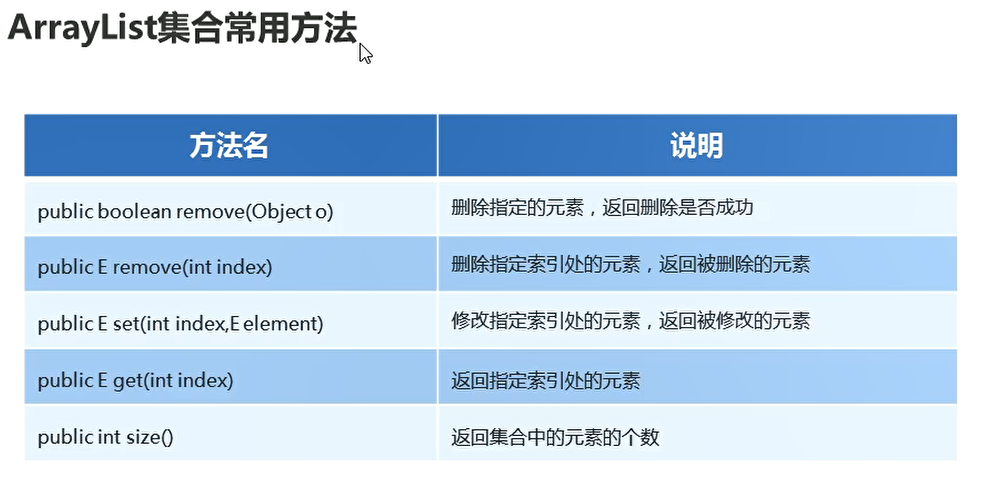 ArrayList集合常用方法
方法名 说明
public boolean remove(Object o) 删除指定的元素，返回删除是否成功
public E remove(int index) 删除指定索引处的元素，返回被删除的元素
public E set(int index,E element) 修改指定索引处的元素，返回被修改的元素
public E get(int index) 返回指定索引处的元素
public int size() 返回集合中的元素的个数